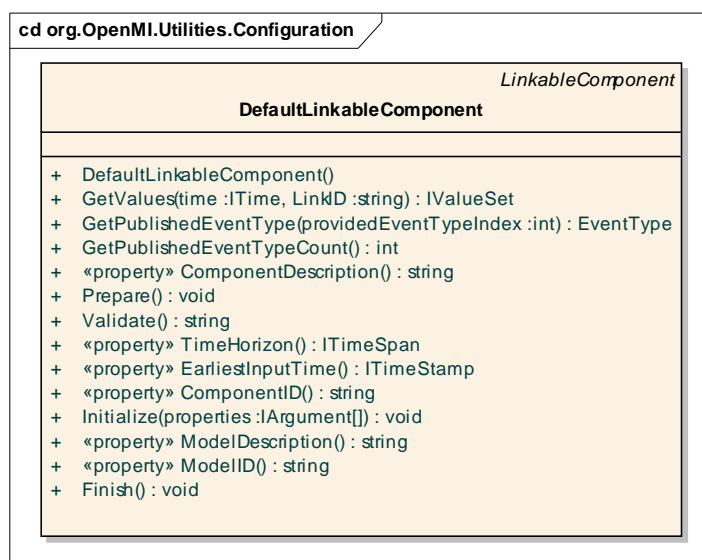 cd org.OpenMI.Utilities.Configuration
LinkableComponent
DefaultLinkableComponent
+ DefaultLinkableComponent()
+ GetValues(time :ITime, LinkID :string) : IValueSet
+ GetPublishedEventType(providedEventTypeIndex :int) : EventType
+ GetPublishedEventTypeCount() : int
+ «property» ComponentDescription() : string
+ Prepare() : void
+ Validate() : string
+ «property» TimeHorizon() : ITimeSpan
+ «property» EarliestInputTime() : ITimeStamp
+ «property» ComponentID() : string
+ Initialize(properties :IArgument[]) : void
+ «property» ModelDescription() : string
+ «property» ModelID() : string
+ Finish() : void